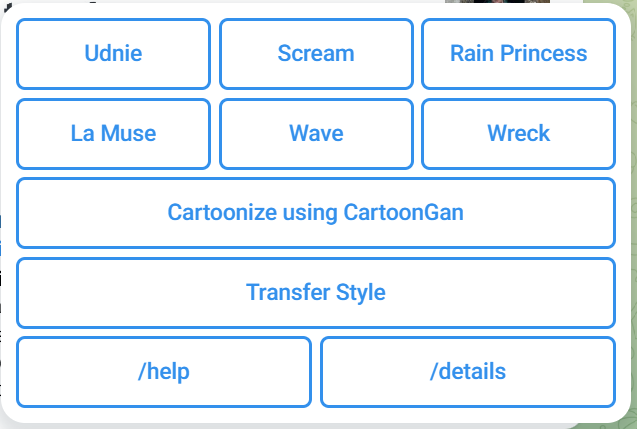 Udnie
Scream
Rain Princess
La Muse
Wave
Wreck
Cartoonize using CartoonGan
Transfer Style
/help
/details